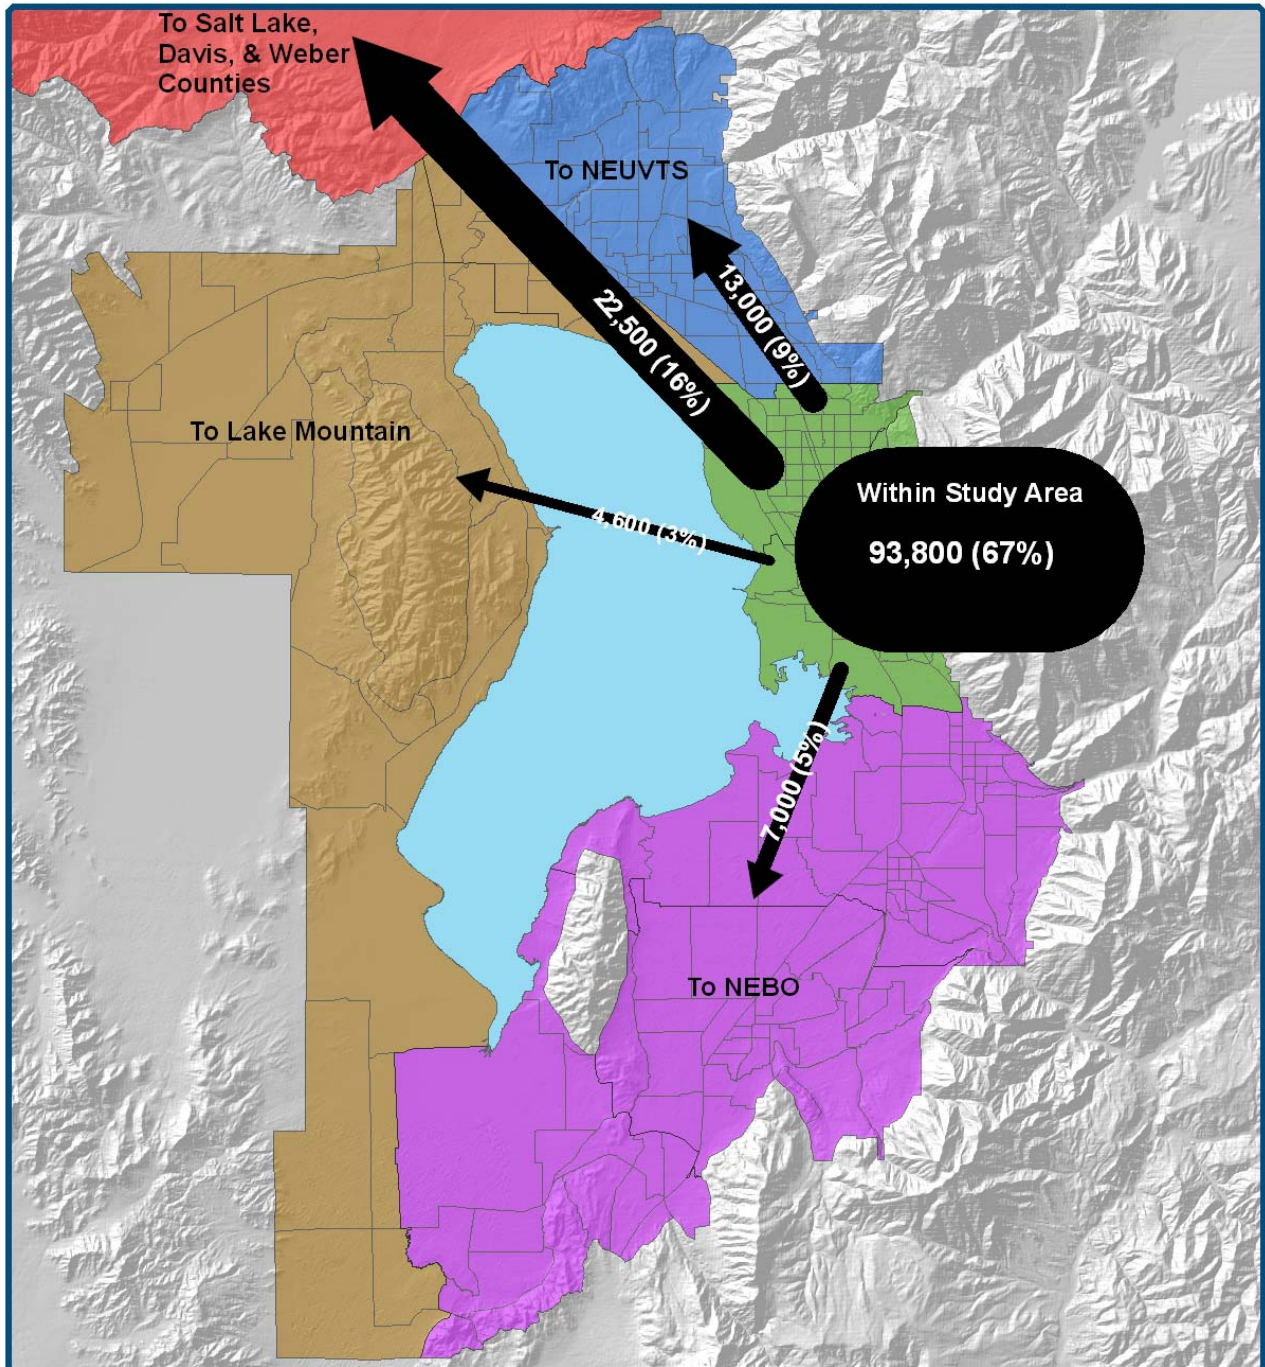 To Salt Lake,
Davis, & Weber
Counties
To NEUVTS
13,000 (9%)
22,500 (16%)
To Lake Mountain
4,600 (3%)
Within Study Area
93,800 (67%)
7,000 (5%)
To NEBO